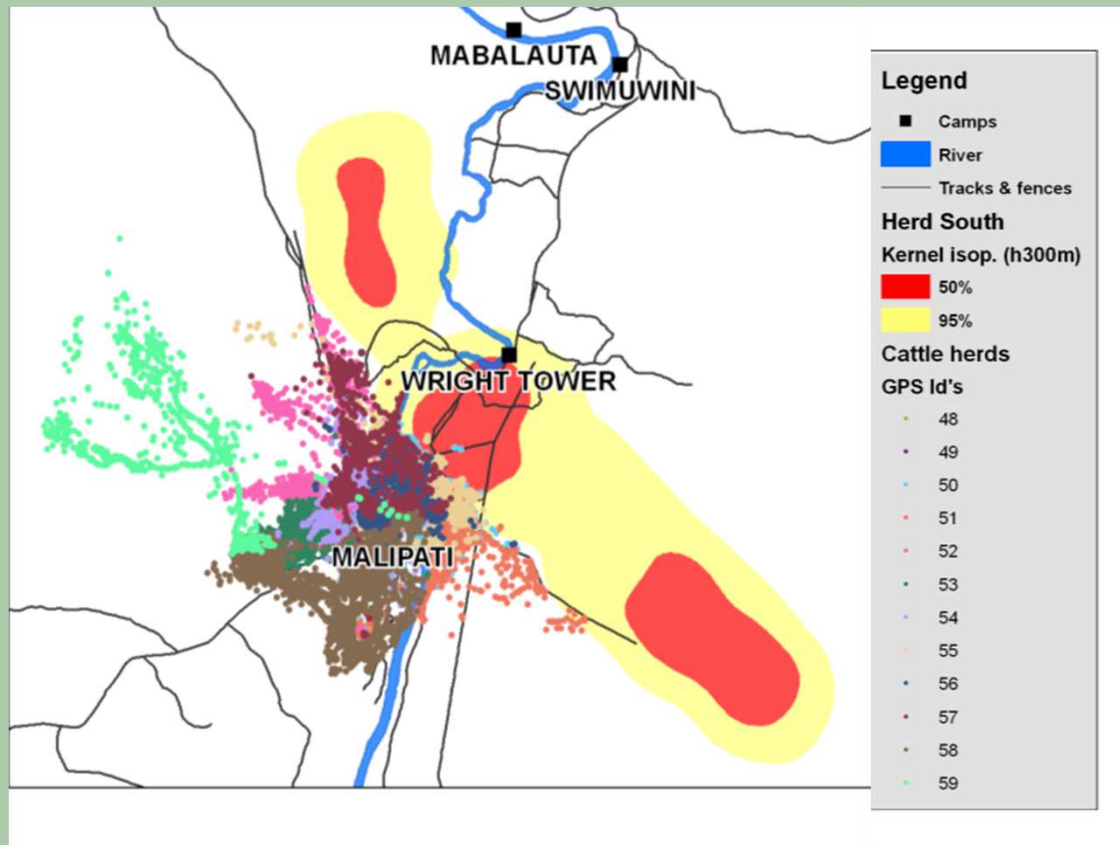 MABALAUTA
SWIMUWINI
WRIGHT TOWER
MALIPATI
Legend
Camps
River
Tracks & fences
Herd South
Kernel isop. (h300m)
50%
95%
Cattle herds
GPS Id's
48
49
50
51
52
53
54
55
56
57
58
59